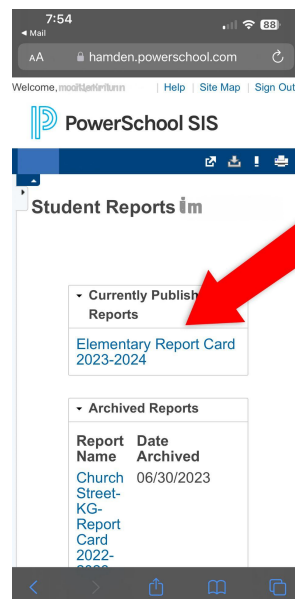 7:54
88
◀ Mail
AA hamden.powerschool.com
Welcome, | Help | Site Map | Sign Out
PowerSchool SIS
Student Reports
Currently Publish
Reports
Elementary Report Card
2023-2024
Archived Reports
Report Date
Name Archived
Church 06/30/2023
Street-
KG-
Report
Card
2022-